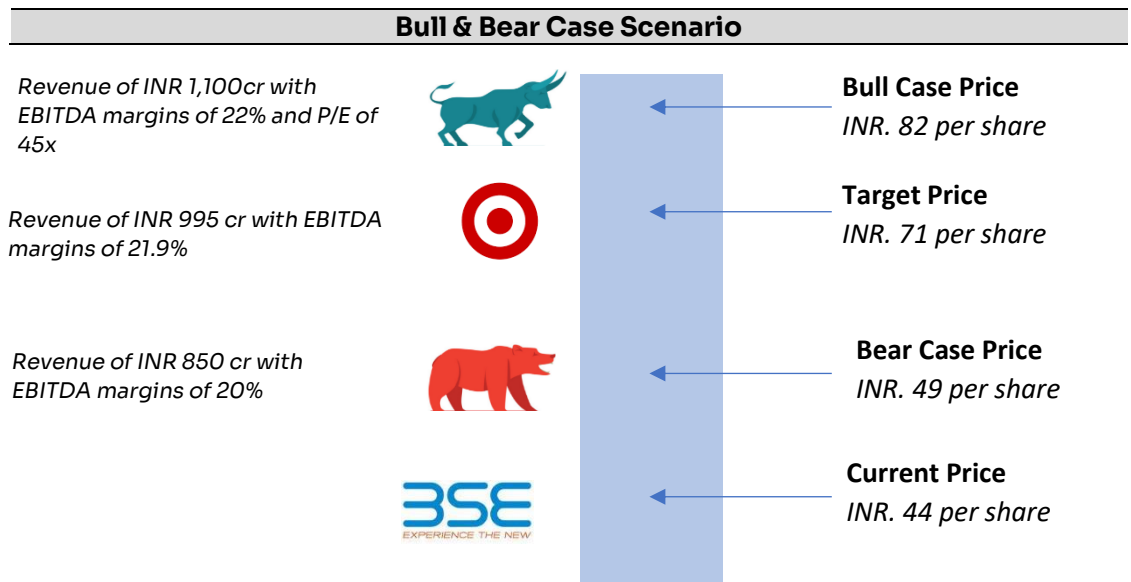 Bull & Bear Case Scenario
Revenue of INR 1,100cr with
EBITDA margins of 22% and P/E of
45x
Bull Case Price
INR. 82 per share
Revenue of INR 995 cr with EBITDA
margins of 21.9%
Target Price
INR. 71 per share
Revenue of INR 850 cr with
EBITDA margins of 20%
Bear Case Price
INR. 49 per share
BSE
EXPERIENCE THE NEW
Current Price
INR. 44 per share